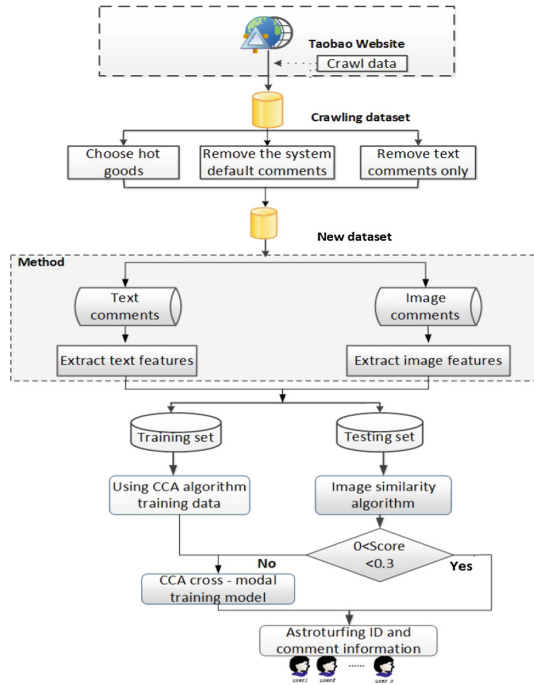 Taobao Website
Crawl data
Crawling dataset
Choose hot
goods
Remove the system
default comments
Remove text
comments only
New dataset
Method
Text
comments
Image
comments
Extract text features
Extract image features
Training set
Testing set
Using CCA algorithm
training data
Image similarity
algorithm
0<Score
<0.3
No
Yes
CCA cross - modal
training model
Astroturfing ID and
comment information
......